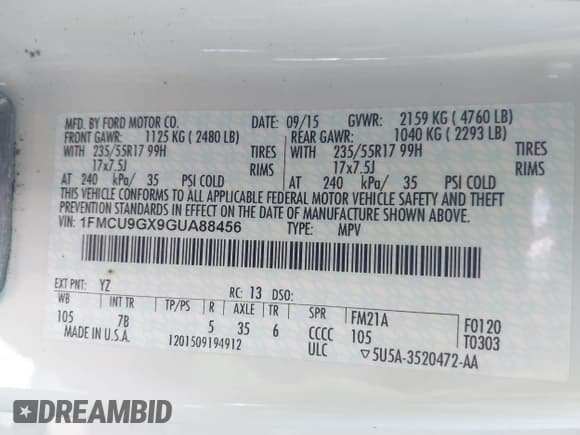 MFD. BY FORD MOTOR CO. DATE: 09/15 GVWR: 2159 KG ( 4760 LB)
FRONT GAWR: 1125 KG ( 2480 LB) REAR GAWR: 1040 KG ( 2293 LB)
WITH 235/55R17 99H TIRES WITH 235/55R17 99H TIRES
17x7.5J RIMS 17x7.5J RIMS
AT 240 kPa/ 35 PSI COLD AT 240 kPa/ 35 PSI COLD
THIS VEHICLE CONFORMS TO ALL APPLICABLE FEDERAL MOTOR VEHICLE SAFETY AND THEFT
PREVENTION STANDARDS IN EFFECT ON THE DATE OF MANUFACTURE SHOWN ABOVE.
VIN: 1FMCU9GX9GUA88456 TYPE: MPV
EXT PNT: YZ RC: 13 DSO:
WB INT TR TP/PS R AXLE TR SPR FM21A F0120
105 7B 5 35 6 CCCC 105 T0303
MADE IN U.S.A. 1201509194912 ULC ▽5U5A-3520472-AA
DREAMBID